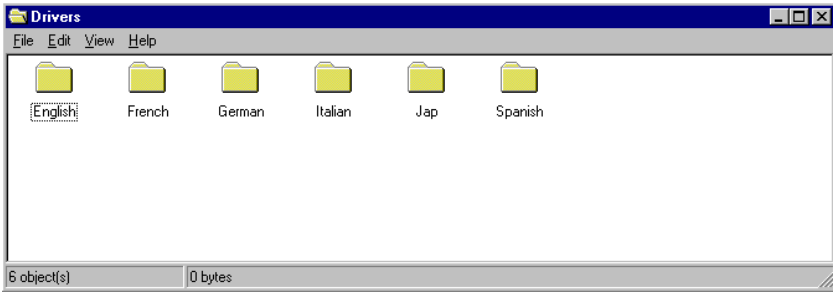 Drivers
File Edit View Help
English French German Italian Jap Spanish
6 object(s) 0 bytes